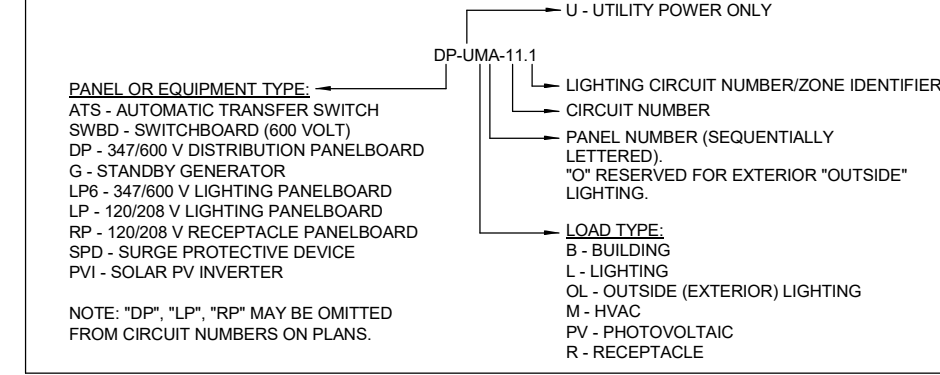 U - UTILITY POWER ONLY
DP-UMA-11.1
PANEL OR EQUIPMENT TYPE:
ATS - AUTOMATIC TRANSFER SWITCH
SWBD - SWITCHBOARD (600 VOLT)
DP - 347/600 V DISTRIBUTION PANELBOARD
G - STANDBY GENERATOR
LP6 - 347/600 V LIGHTING PANELBOARD
LP - 120/208 V LIGHTING PANELBOARD
RP - 120/208 V RECEPTACLE PANELBOARD
SPD - SURGE PROTECTIVE DEVICE
PVI - SOLAR PV INVERTER
NOTE: "DP", "LP", "RP" MAY BE OMITTED
FROM CIRCUIT NUMBERS ON PLANS.
LIGHTING CIRCUIT NUMBER/ZONE IDENTIFIER
CIRCUIT NUMBER
PANEL NUMBER (SEQUENTIALLY
LETTERED).
"O" RESERVED FOR EXTERIOR "OUTSIDE"
LIGHTING.
LOAD TYPE:
B - BUILDING
L - LIGHTING
OL - OUTSIDE (EXTERIOR) LIGHTING
M - HVAC
PV - PHOTOVOLTAIC
R - RECEPTACLE